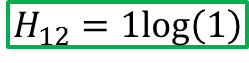 H₁₂ = 1log(1)